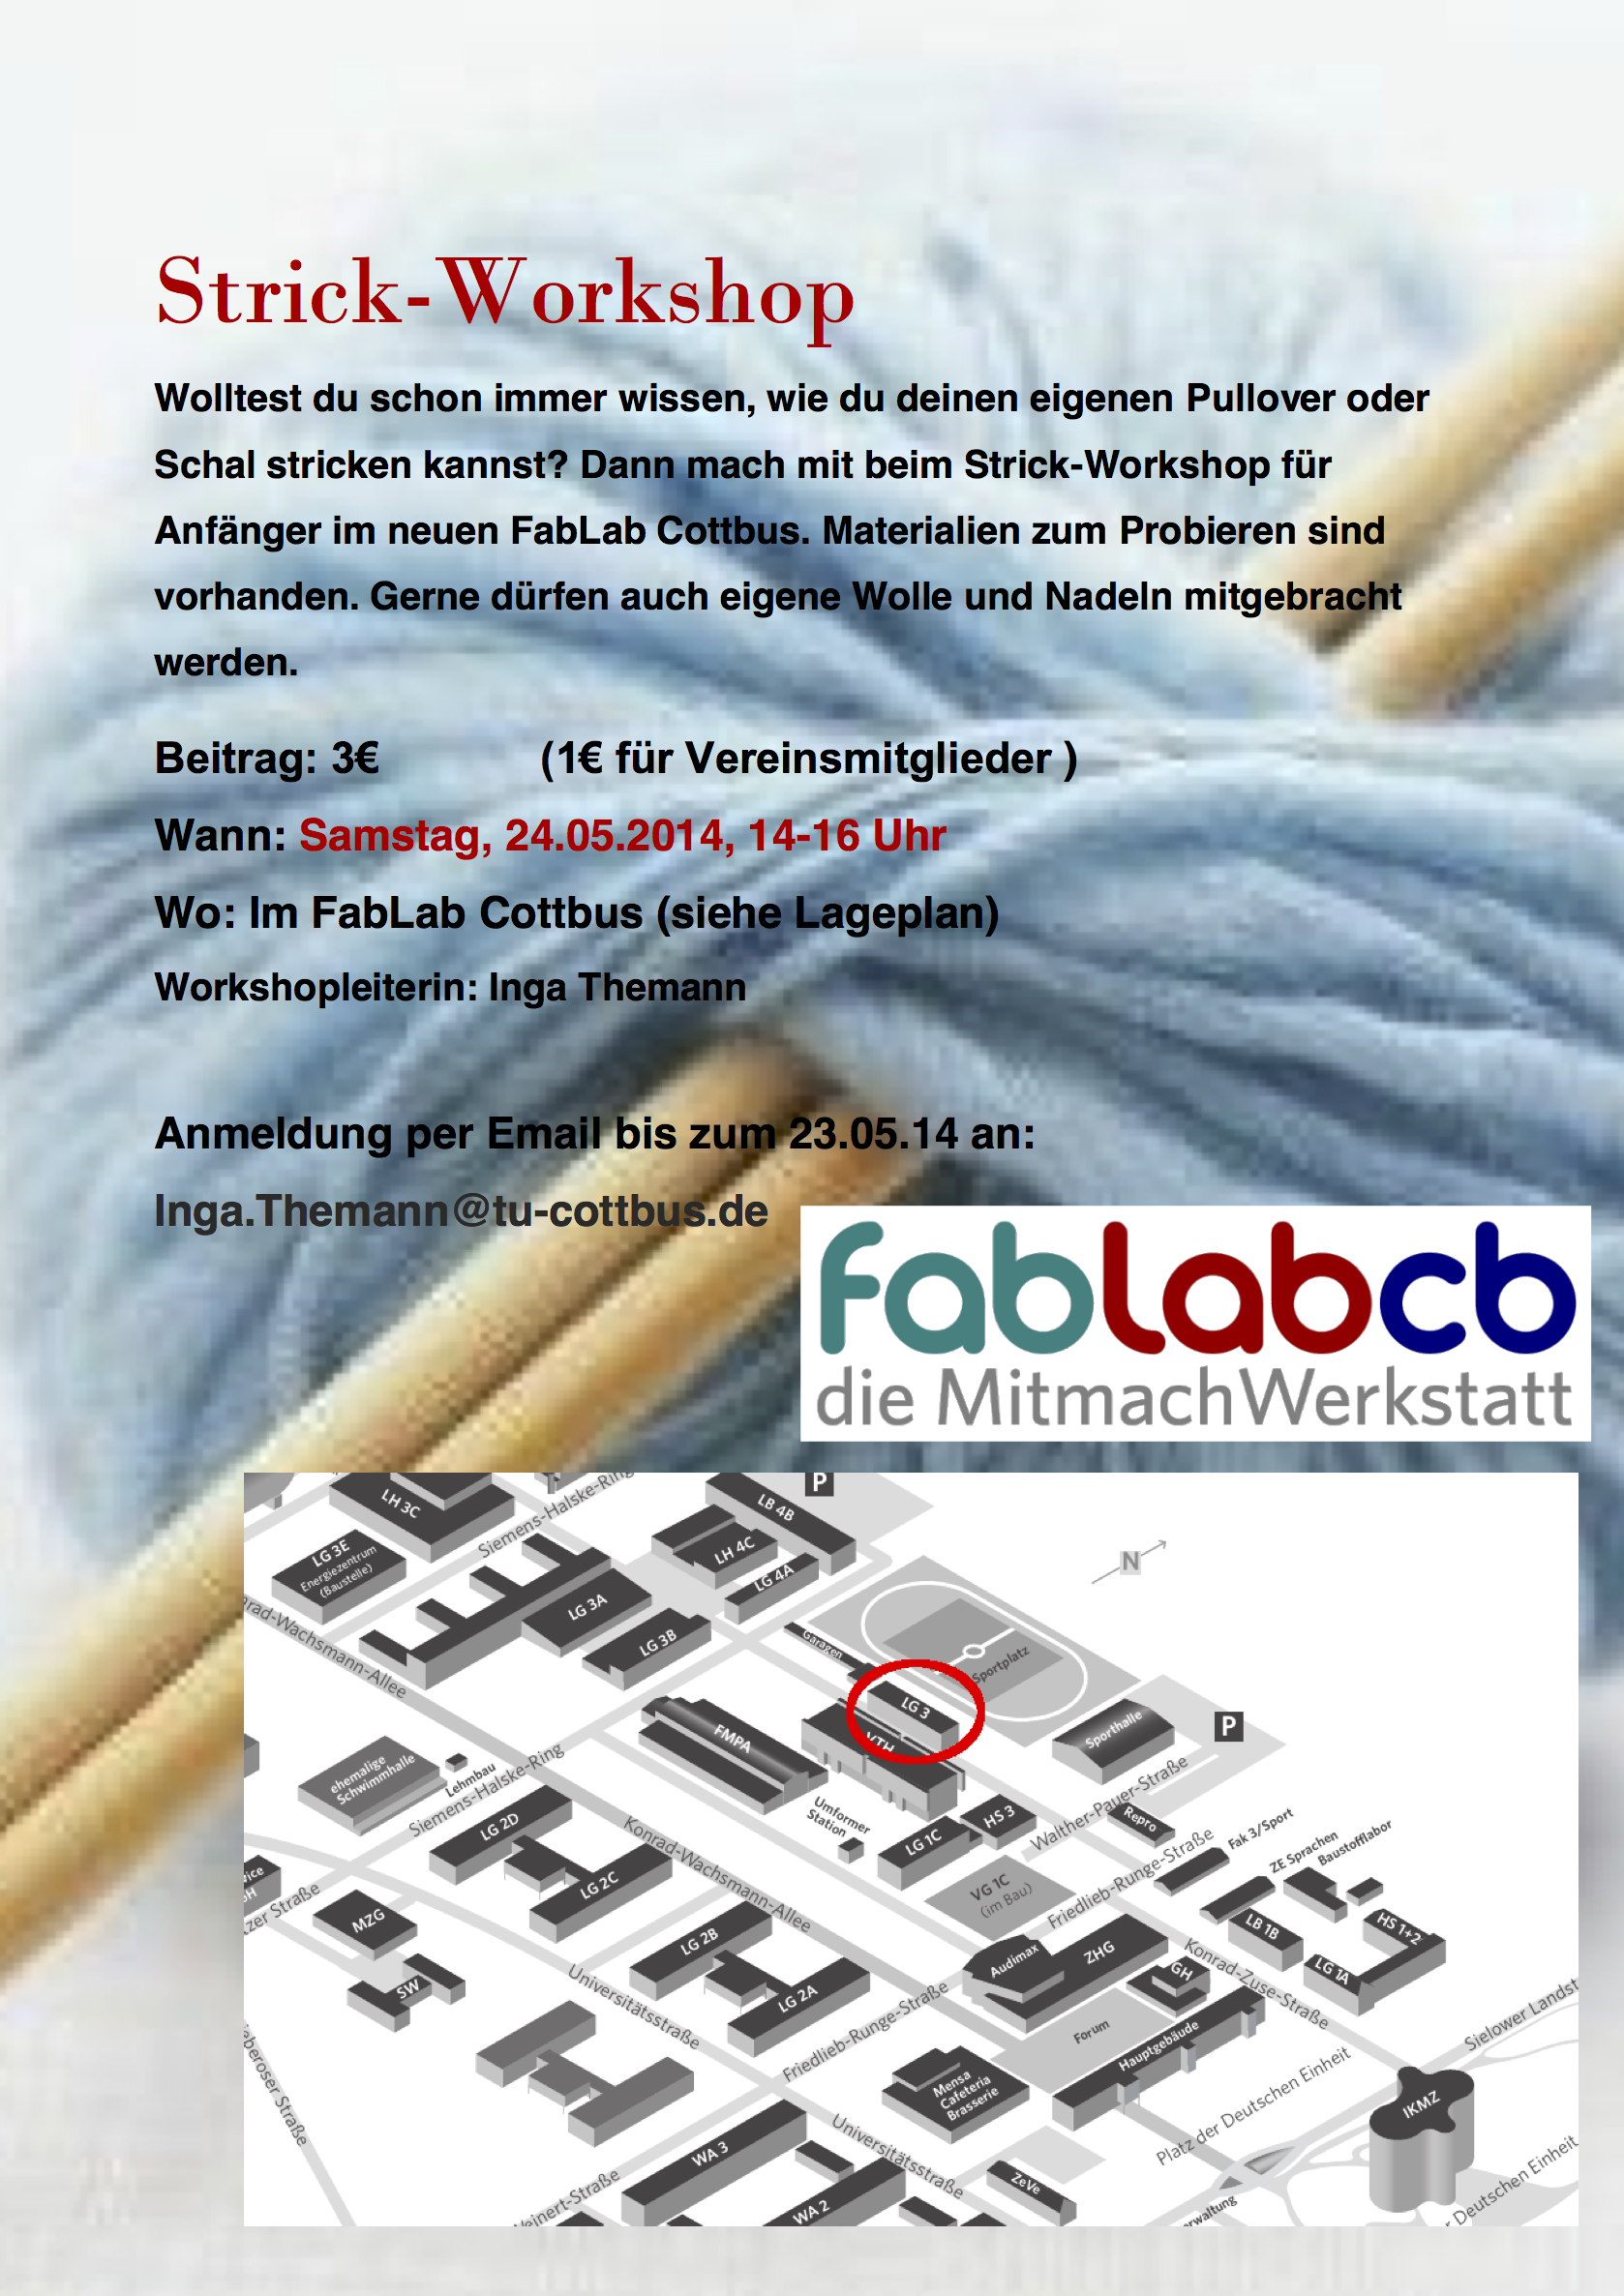 Strick-Workshop
Wolltest du schon immer wissen, wie du deinen eigenen Pullover oder
Schal stricken kannst? Dann mach mit beim Strick-Workshop für
Anfänger im neuen FabLab Cottbus. Materialien zum Probieren sind
vorhanden. Gerne dürfen auch eigene Wolle und Nadeln mitgebracht
werden.
Beitrag: 3€ (1€ für Vereinsmitglieder )
Wann: Samstag, 24.05.2014, 14-16 Uhr
Wo: Im FabLab Cottbus (siehe Lageplan)
Workshopleiterin: Inga Themann
Anmeldung per Email bis zum 23.05.14 an:
Inga.Themann@tu-cottbus.de
fablabcb
die MitmachWerkstatt
P
LH 3C
Siemens-Halske-Ring
LB 4B
LH 4C
LG 4A
N
LG 3E
Energiezentrum
(Baustelle)
LG 3A
LG 3B
Garagen
Sportplatz
rad-Wachsmann-Allee
LG 3
VTH
FMPA
Sporthalle
P
ehemalige
Schwimmhalle
Lehmbau
Siemens-Halske-Ring
Umformer
Station
LG 1C
HS 3
Walther-Pauer-Straße
Repro
LG 2D
Konrad-Wachsmann-Allee
LG 2C
VG 1C
(im Bau)
Friedlieb-Runge-Straße
Fak 3/Sport
ZE Sprachen
Baustofflabor
vice
GH
zer Straße
MZG
LG 2B
Audimax
ZHG
GH
LB 1B
LG 1A
HS 1+2
SW
Universitätsstraße
LG 2A
Friedlieb-Runge-Straße
Konrad-Zuse-Straße
Forum
Hauptgebäude
Sielower Landst
ieberoser Straße
Mensa
Cafeteria
Brasserie
Platz der Deutschen Einheit
IKMZ
WA 3
Universitätsstraße
ZeVe
WA 2
Weinert-Straße
rwaltung
r Deutschen Einheit